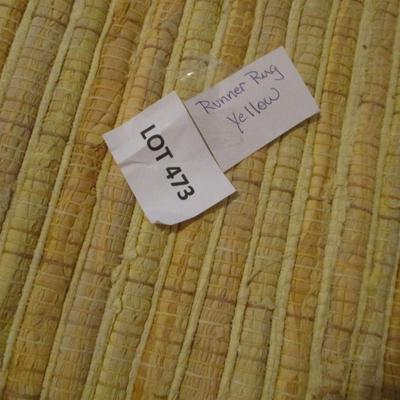 Runner Rug
Yellow
LOT 473